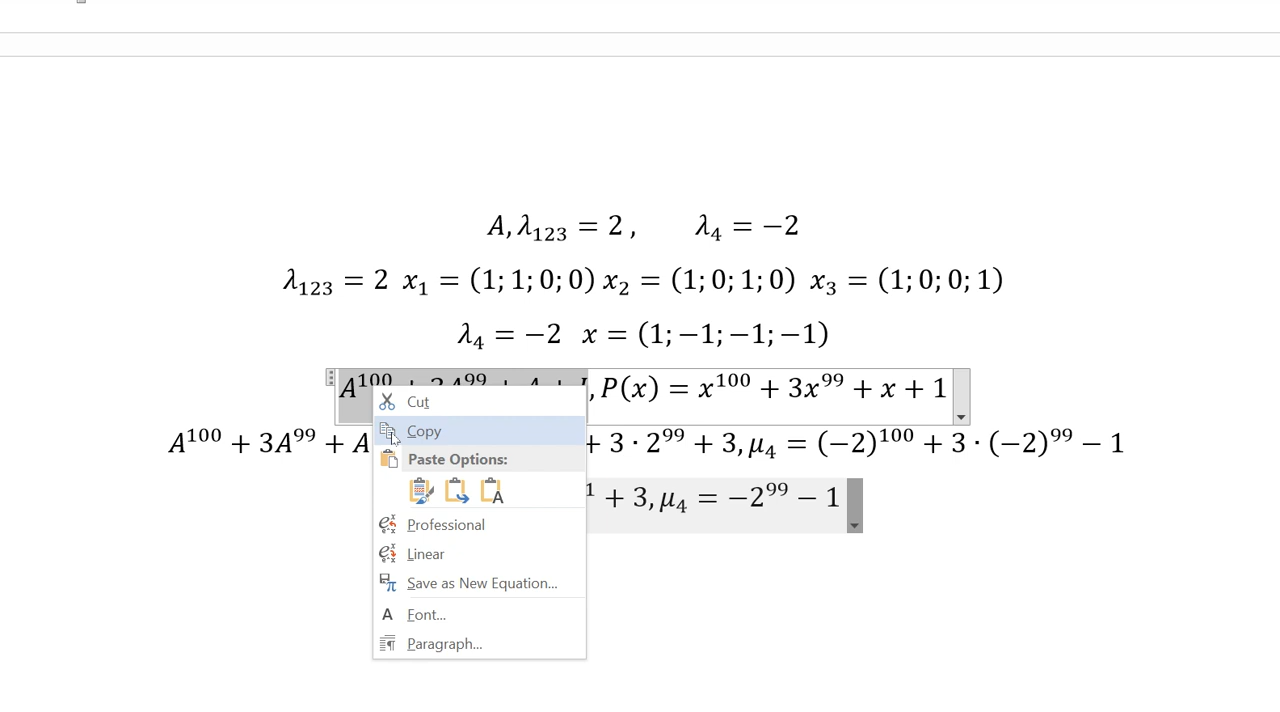 A, λ₁₂₃ = 2 , λ₄ = −2
λ₁₂₃ = 2 x₁ = (1; 1; 0; 0) x₂ = (1; 0; 1; 0) x₃ = (1; 0; 0; 1)
λ₄ = −2 x = (1; −1; −1; −1)
A¹⁰⁰ + 3A⁹⁹ + A + I, P(x) = x¹⁰⁰ + 3x⁹⁹ + x + 1
A¹⁰⁰ + 3A⁹⁹ + A + 3 · 2⁹⁹ + 3, μ₄ = (−2)¹⁰⁰ + 3 · (−2)⁹⁹ − 1
¹ + 3, μ₄ = −2⁹⁹ − 1
Cut
Copy
Paste Options:
Professional
Linear
Save as New Equation...
Font...
Paragraph...